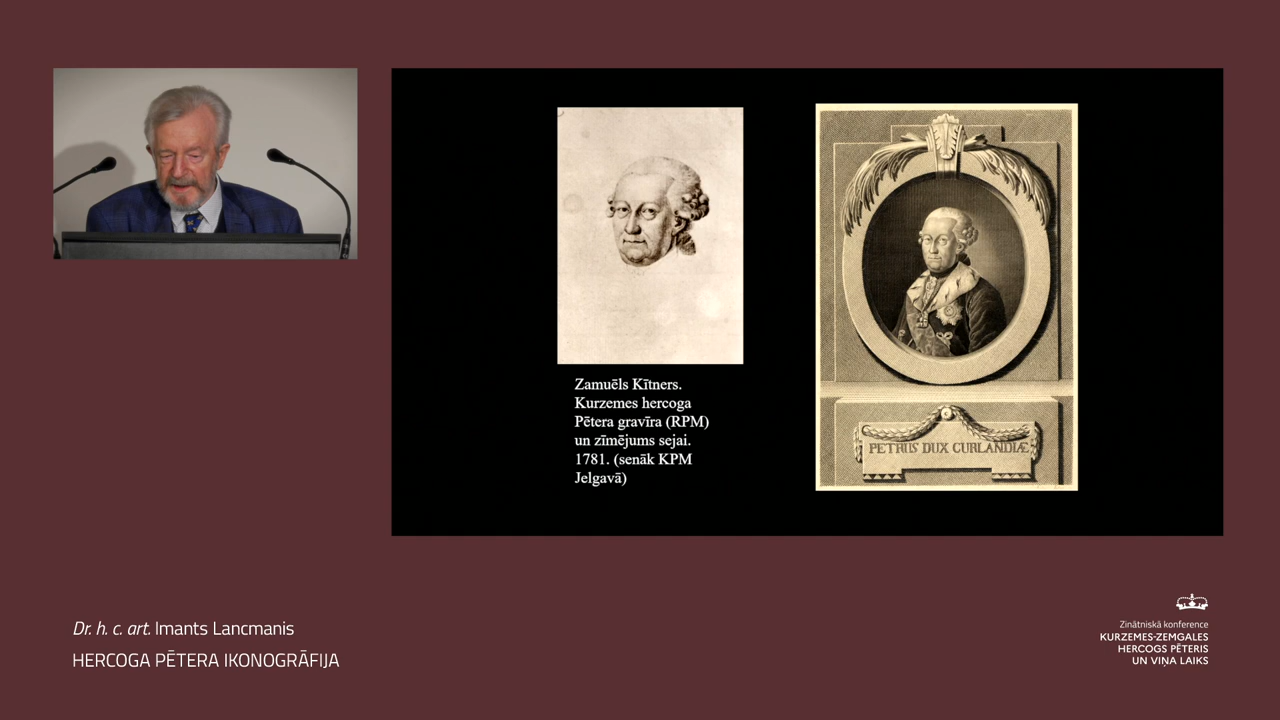 Zamuēls Kītners.
Kurzemes hercoga
Pētera gravīra (RPM)
un zīmējums sejai.
1781. (senāk KPM
Jelgavā)
PETRUS DUX CURLANDIÆ
Dr. h. c. art. Imants Lancmanis
HERCOGA PĒTERA IKONOGRĀFIJA
Zinātniskā konference
KURZEMES-ZEMGALES
HERCOGS PĒTERIS
UN VIŅA LAIKS